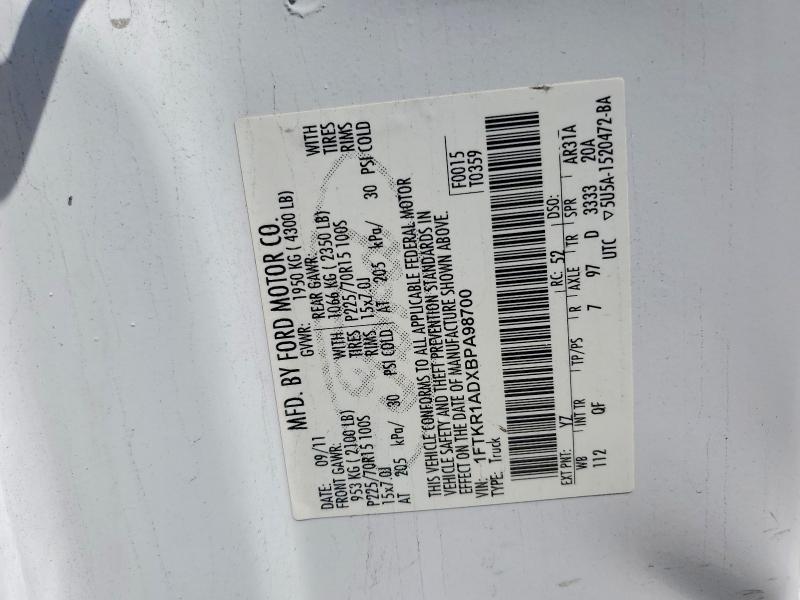 MFD. BY FORD MOTOR CO.
DATE: 09/11 GVWR: 1950 KG ( 4300 LB)
FRONT GAWR: REAR GAWR:
953 KG ( 2100 LB) WITH 1066 KG ( 2350 LB) WITH
P225/70R15 100S TIRES P225/70R15 100S TIRES
15x7.0J RIMS 15x7.0J RIMS
AT 205 kPa/ 30 PSI COLD AT 205 kPa/ 30 PSI COLD
THIS VEHICLE CONFORMS TO ALL APPLICABLE FEDERAL MOTOR
VEHICLE SAFETY AND THEFT PREVENTION STANDARDS IN
EFFECT ON THE DATE OF MANUFACTURE SHOWN ABOVE.
VIN: 1FTKR1ADXBPA98700 F0015
TYPE: Truck T0359
EXT PNT: YZ RC: 52 DSO:
WB INT TR TP/PS R AXLE TR SPR AR3TA
112 QF 7 97 D 3333 20A
UTC ▽5U5A-1520472-BA